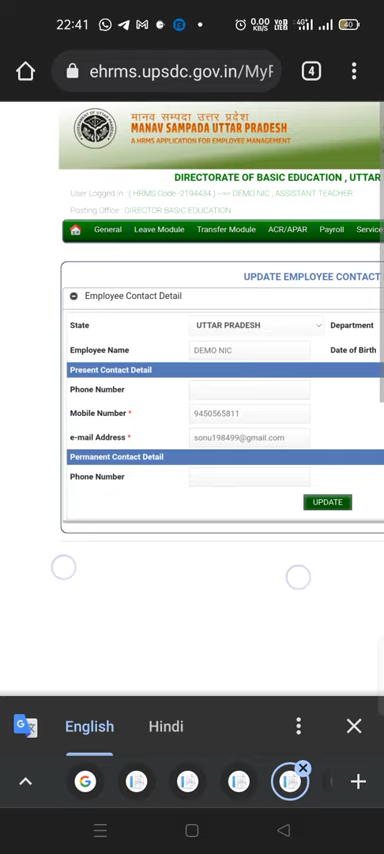 22:41
0.00 KB/S
VoD LTE
4G
40
ehrms.upsdc.gov.in/MyP
4
मानव सम्पदा उत्तर प्रदेश
MANAV SAMPADA UTTAR PRADESH
A HRMS APPLICATION FOR EMPLOYEE MANAGEMENT
DIRECTORATE OF BASIC EDUCATION , UTTAR
User Logged In : ( HRMS Code -2194434 ) -->> DEMO NIC , ASSISTANT TEACHER
Posting Office : DIRECTOR BASIC EDUCATION
General Leave Module Transfer Module ACR/APAR Payroll Service
UPDATE EMPLOYEE CONTACT
Employee Contact Detail
State UTTAR PRADESH Department
Employee Name DEMO NIC Date of Birth
Present Contact Detail
Phone Number
Mobile Number * 9450565811
e-mail Address * sonu198499@gmail.com
Permanent Contact Detail
Phone Number
UPDATE
English Hindi